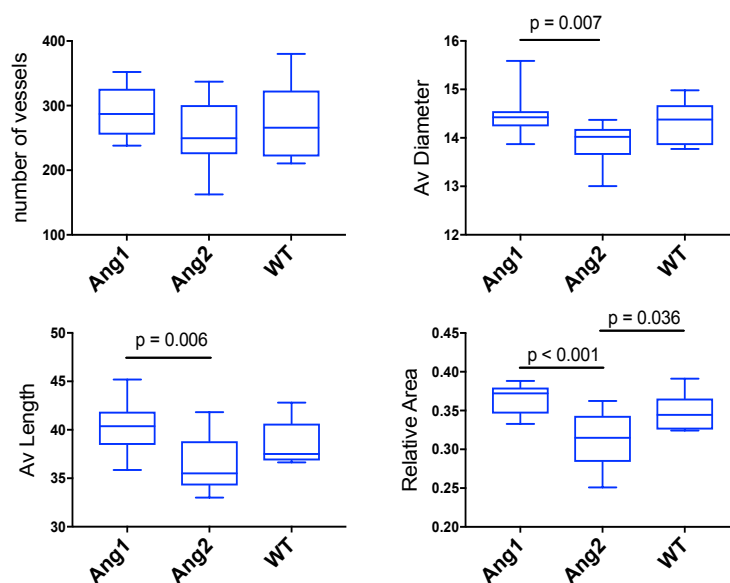 number of vessels
400
300
200
100
Ang1
Ang2
WT
p = 0.007
Av Diameter
16
15
14
13
12
Ang1
Ang2
WT
p = 0.006
Av Length
50
45
40
35
30
Ang1
Ang2
WT
p = 0.036
p < 0.001
Relative Area
0.45
0.40
0.35
0.30
0.25
0.20
Ang1
Ang2
WT